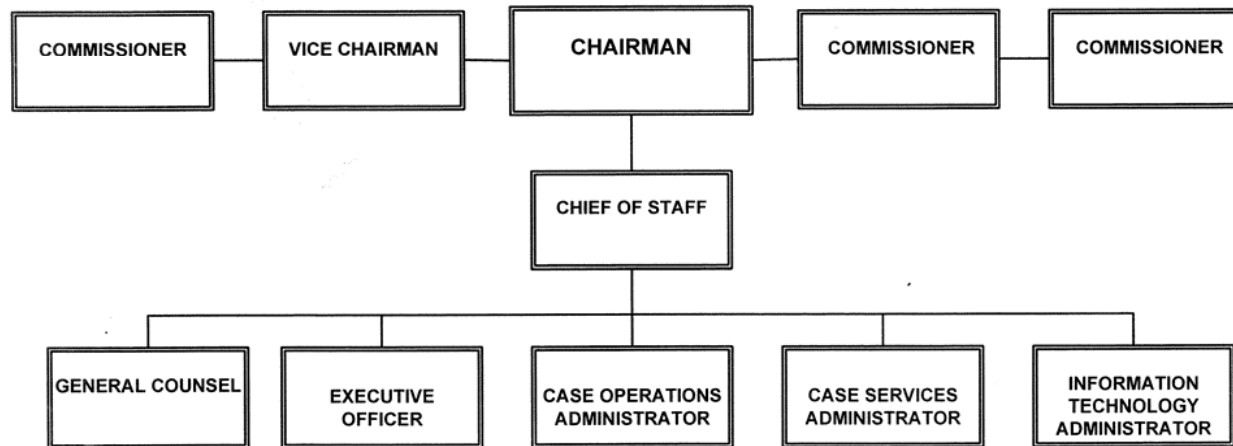 COMMISSIONER
VICE CHAIRMAN
CHAIRMAN
COMMISSIONER
COMMISSIONER
CHIEF OF STAFF
GENERAL COUNSEL
EXECUTIVE
OFFICER
CASE OPERATIONS
ADMINISTRATOR
CASE SERVICES
ADMINISTRATOR
INFORMATION
TECHNOLOGY
ADMINISTRATOR